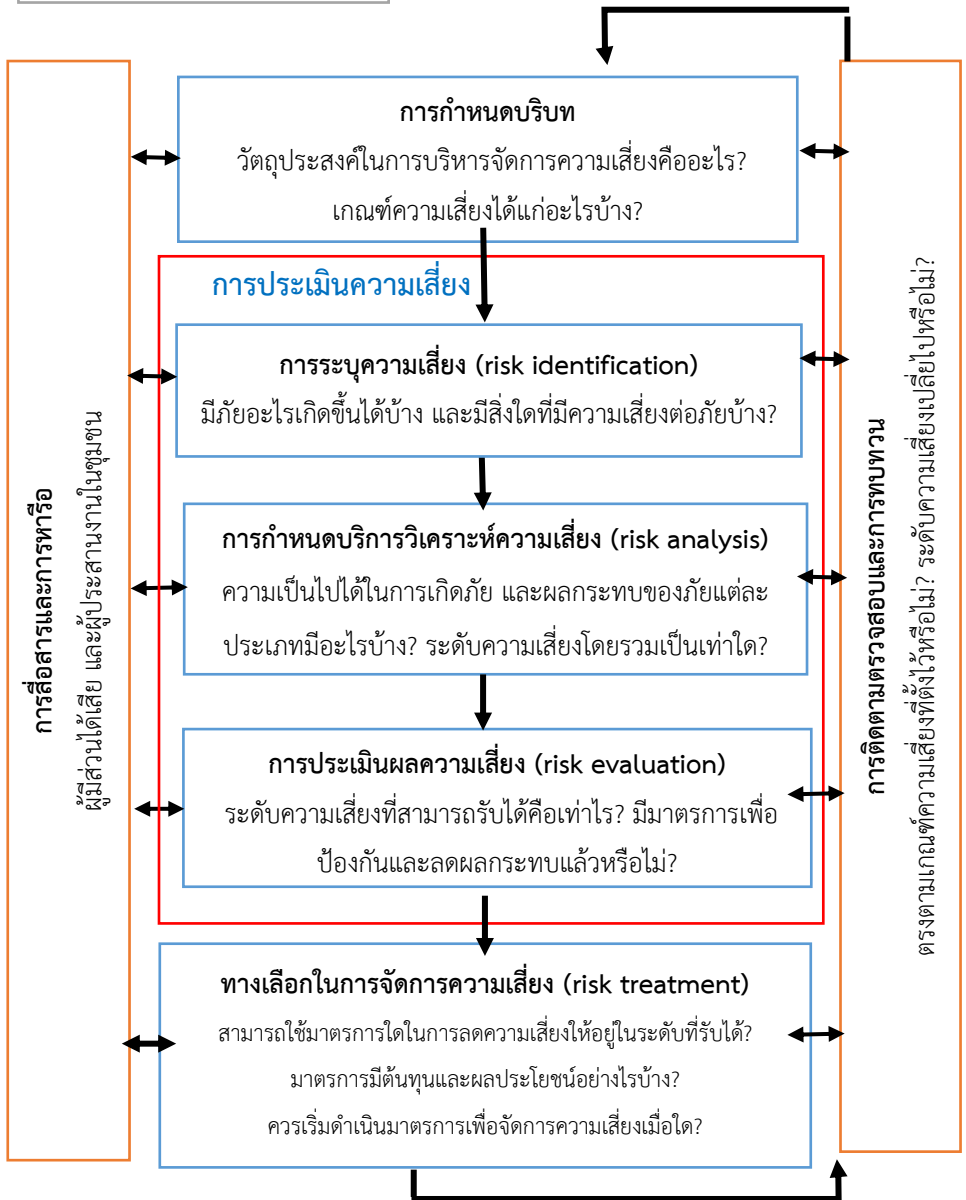 การกำหนดบริบท
วัตถุประสงค์ในการบริหารจัดการความเสี่ยงคืออะไร?
เกณฑ์ความเสี่ยงได้แก่อะไรบ้าง?
การประเมินความเสี่ยง
การระบุความเสี่ยง (risk identification)
มีภัยอะไรเกิดขึ้นได้บ้าง และมีสิ่งใดที่มีความเสี่ยงต่อภัยบ้าง?
การกำหนดบริการวิเคราะห์ความเสี่ยง (risk analysis)
ความเป็นไปได้ในการเกิดภัย และผลกระทบของภัยแต่ละ
ประเภทมีอะไรบ้าง? ระดับความเสี่ยงโดยรวมเป็นเท่าใด?
การประเมินผลความเสี่ยง (risk evaluation)
ระดับความเสี่ยงที่สามารถรับได้คือเท่าไร? มีมาตรการเพื่อ
ป้องกันและลดผลกระทบแล้วหรือไม่?
ทางเลือกในการจัดการความเสี่ยง (risk treatment)
สามารถใช้มาตรการใดในการลดความเสี่ยงให้อยู่ในระดับที่รับได้?
มาตรการมีต้นทุนและผลประโยชน์อย่างไรบ้าง?
ควรเริ่มดำเนินมาตรการเพื่อจัดการความเสี่ยงเมื่อใด?
การสื่อสารและการหารือ
ผู้มีส่วนได้เสีย และผู้ประสานงานในชุมชน
การติดตามตรวจสอบและการทบทวน
ตรงตามเกณฑ์ความเสี่ยงที่ตั้งไว้หรือไม่? ระดับความเสี่ยงเปลี่ยไปหรือไม่?